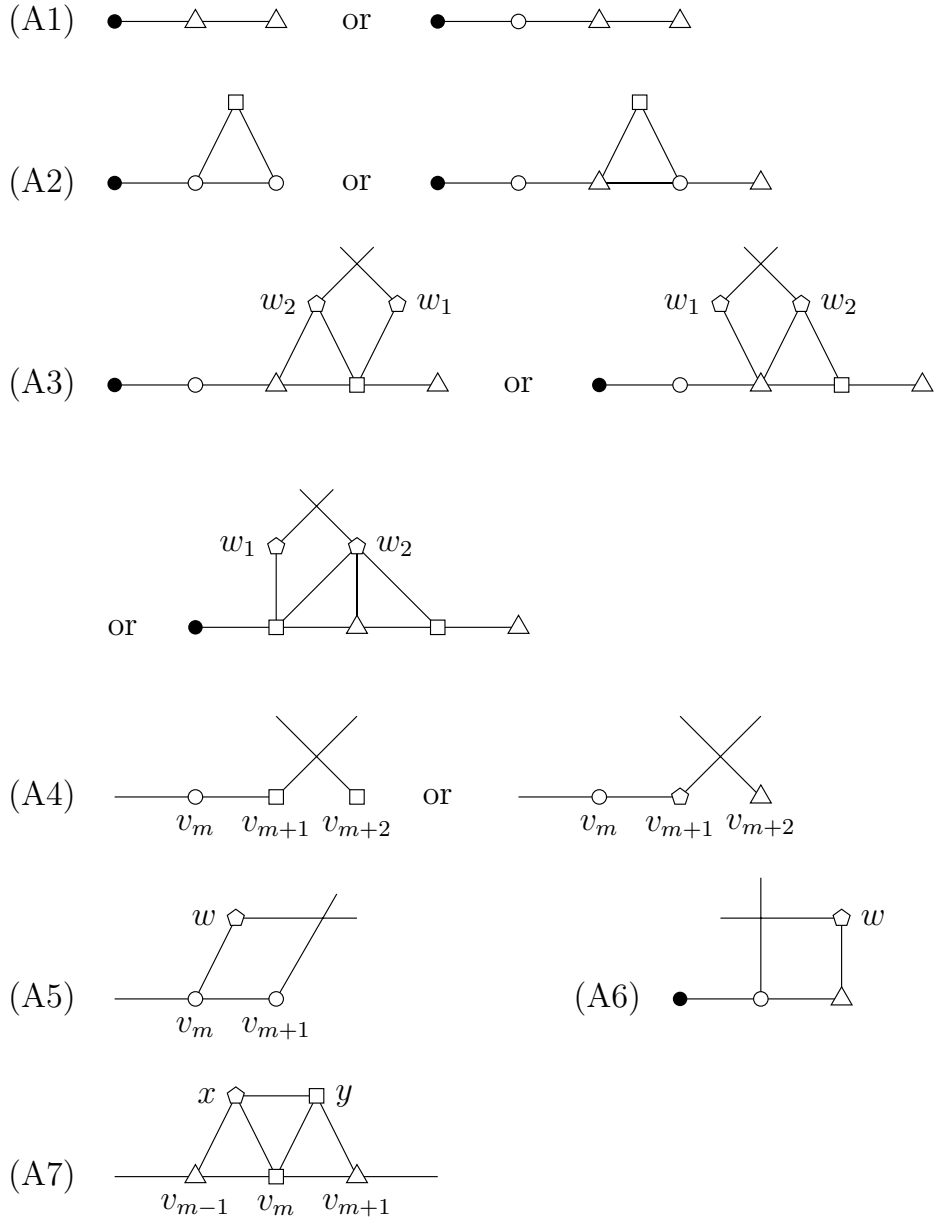 (A1) or
(A2) or
w₂ w₁ w₁ w₂
(A3) or
w₁ w₂
or
(A4) or
vₘ vₘ₊₁ vₘ₊₂ vₘ vₘ₊₁ vₘ₊₂
w w
(A5) (A6)
vₘ vₘ₊₁
x y
(A7)
vₘ₋₁ vₘ vₘ₊₁